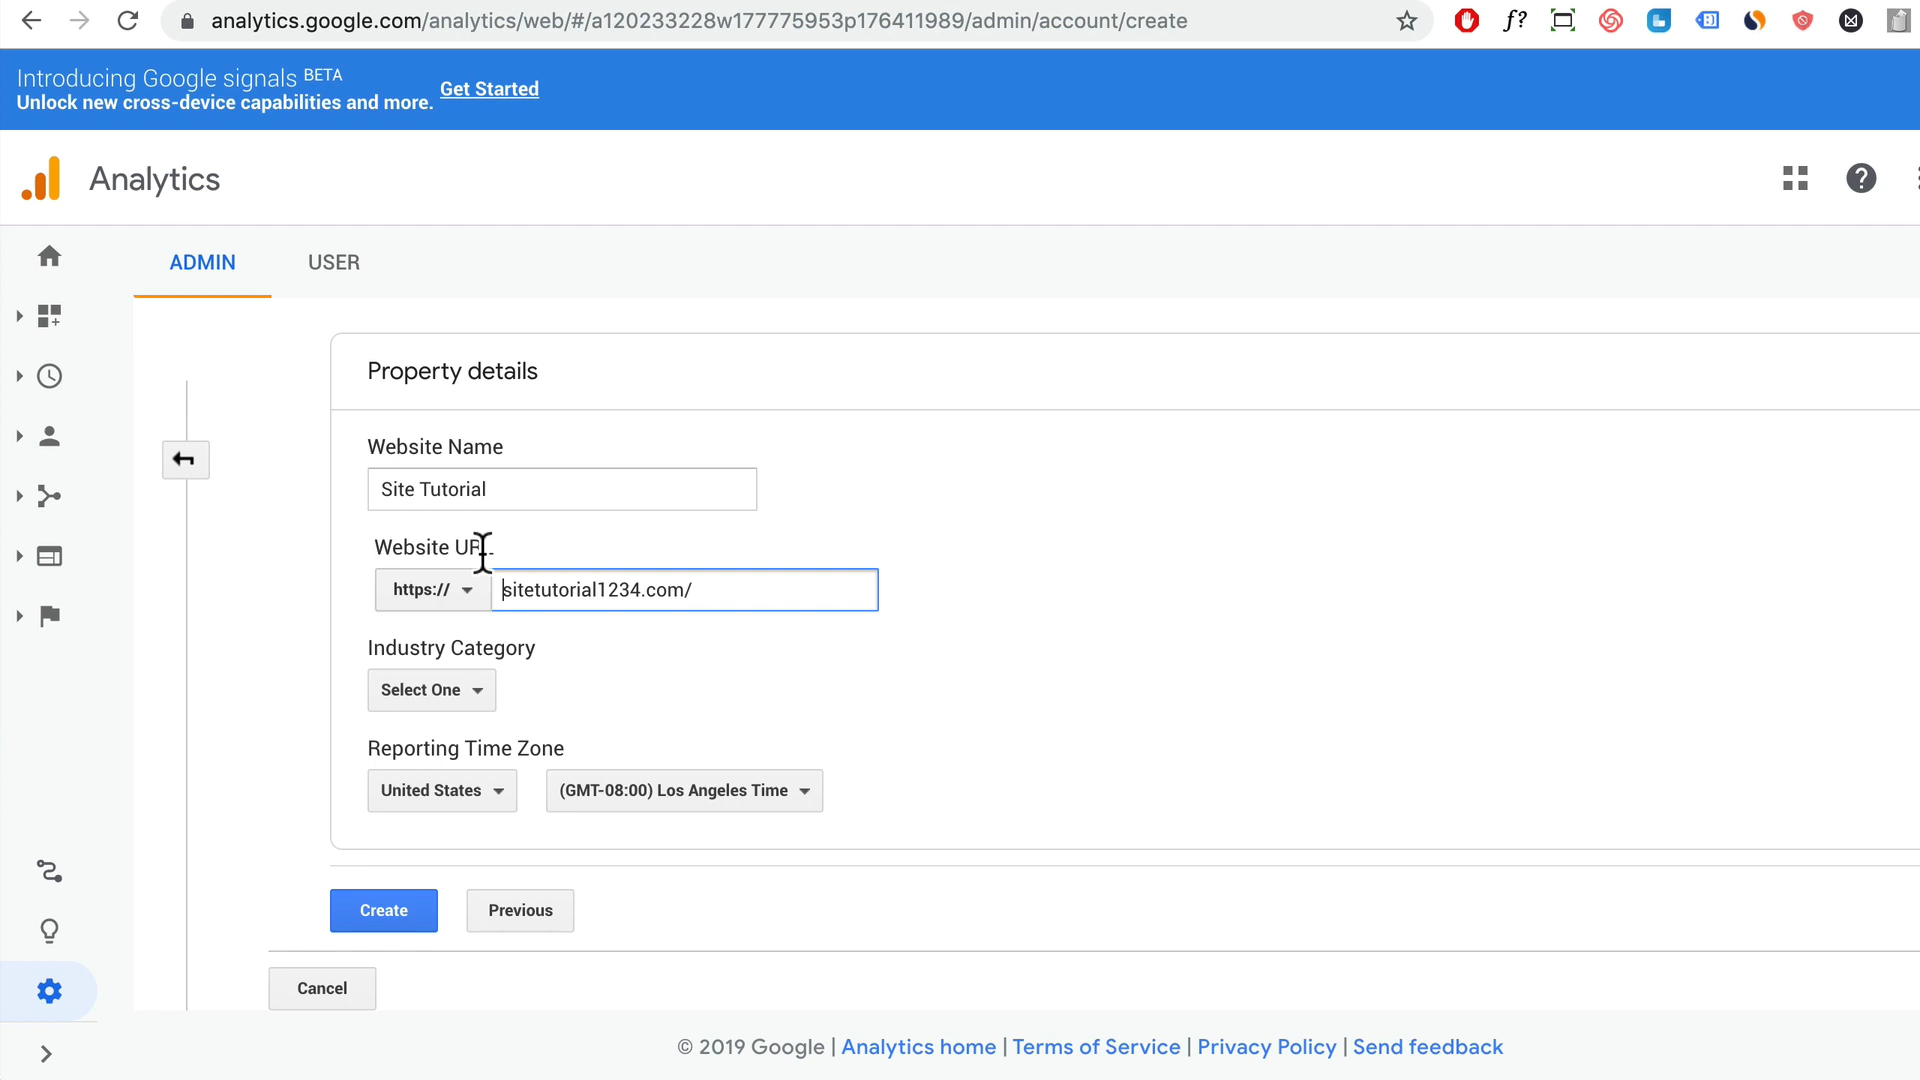 analytics.google.com/analytics/web/#/a120233228w177775953p176411989/admin/account/create
f?
Introducing Google signals BETA
Unlock new cross-device capabilities and more.
Get Started
Analytics
ADMIN
USER
Property details
Website Name
Site Tutorial
Website URL
https://
sitetutorial1234.com/
Industry Category
Select One
Reporting Time Zone
United States
(GMT-08:00) Los Angeles Time
Create
Previous
Cancel
© 2019 Google | Analytics home | Terms of Service | Privacy Policy | Send feedback